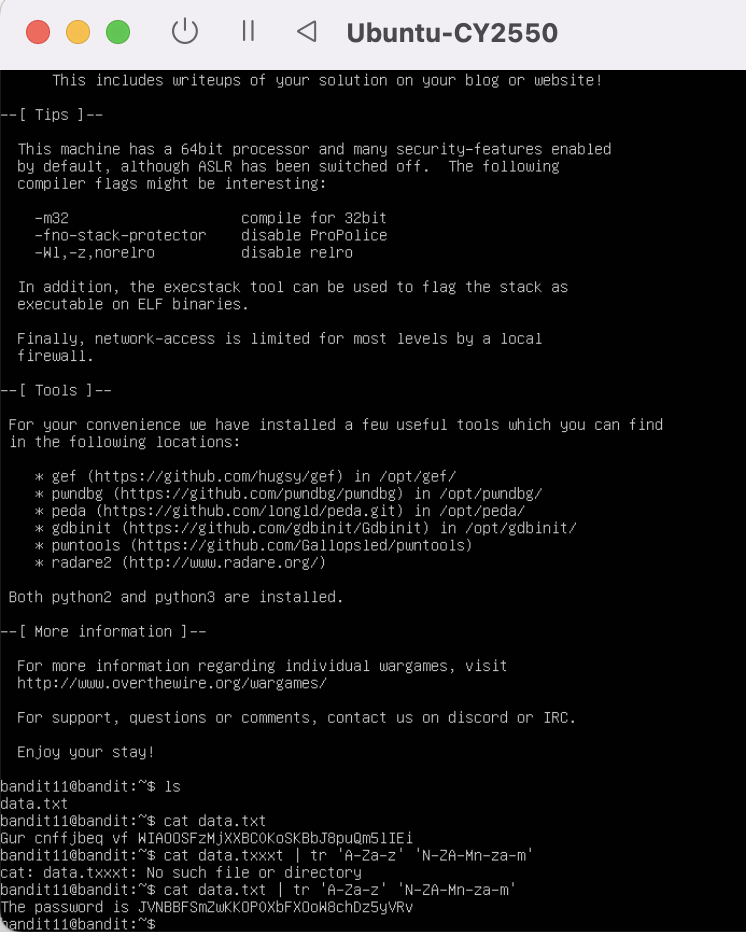 Ubuntu-CY2550
This includes writeups of your solution on your blog or website!
--[ Tips ]--
This machine has a 64bit processor and many security-features enabled
by default, although ASLR has been switched off.  The following
compiler flags might be interesting:
-m32                    compile for 32bit
-fno-stack-protector    disable ProPolice
-Wl,-z,norelro          disable relro
In addition, the execstack tool can be used to flag the stack as
executable on ELF binaries.
Finally, network-access is limited for most levels by a local
firewall.
--[ Tools ]--
For your convenience we have installed a few useful tools which you can find
in the following locations:
* gef (https://github.com/hugsy/gef) in /opt/gef/
* pwndbg (https://github.com/pwndbg/pwndbg) in /opt/pwndbg/
* peda (https://github.com/longld/peda.git) in /opt/peda/
* gdbinit (https://github.com/gdbinit/Gdbinit) in /opt/gdbinit/
* pwntools (https://github.com/Gallopsled/pwntools)
* radare2 (http://www.radare.org/)
Both python2 and python3 are installed.
--[ More information ]--
For more information regarding individual wargames, visit
http://www.overthewire.org/wargames/
For support, questions or comments, contact us on discord or IRC.
Enjoy your stay!
bandit11@bandit:~$ ls
data.txt
bandit11@bandit:~$ cat data.txt
Gur cnffjbeq vf WIAOOSFzMjXXBC0KoSKBbJ8puQm5lIEi
bandit11@bandit:~$ cat data.txxxt | tr 'A-Za-z' 'N-ZA-Mn-za-m'
cat: data.txxxt: No such file or directory
bandit11@bandit:~$ cat data.txt | tr 'A-Za-z' 'N-ZA-Mn-za-m'
The password is JVNBBFSmZwKKOP0XbFXOoW8chDz5yVRv
bandit11@bandit:~$